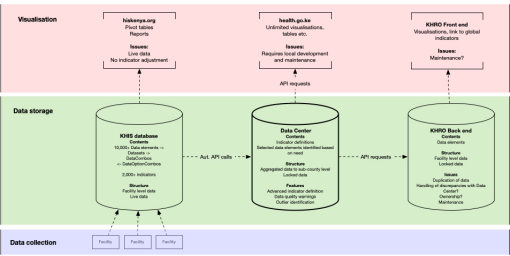 Visualisation
hiskenya.org
Pivot tables
Reports
Issues:
Live data
No indicator adjustment
health.go.ke
Unlimited visualisations,
tables etc.
Issues:
Requires local development
and maintenance
KHRO Front end
Visualisations, link to global
indicators
Issues:
Maintenance?
API requests
Data storage
KHIS database
Contents
10,000+ Data elements ->
Datasets ->
DataCombos
<- DataOptionCombos
2,000+ indicators
Structure
Facility level data
Live data
Aut. API calls
Data Center
Contents
Indicator definitions
Selected data elements identified based
on need
Structure
Aggregated data to sub-county level
Locked data
Features
Advanced indicator definition
Data quality warnings
Outlier identification
API requests
KHRO Back end
Contents
Data elements
Structure
Facility level data
Locked data
Issues
Duplication of data
Handling of discrepancies with Data
Center?
Ownership?
Maintenance
Data collection
Facility
Facility
Facility